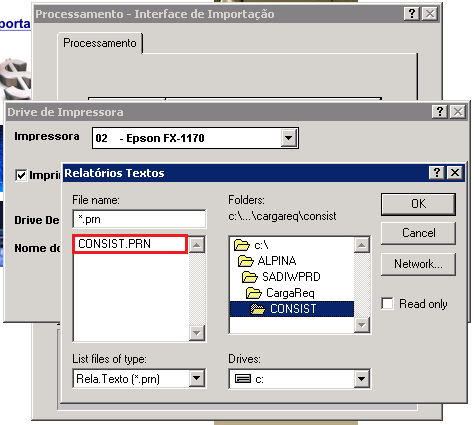 porta
Processamento - Interface de Importação
Processamento
Drive de Impressora
Impressora
02 - Epson FX-1170
Imprin
Drive De
Nome do
Relatórios Textos
File name:
*.prn
CONSIST.PRN
List files of type:
Rela.Texto (*.prn)
Folders:
c:\...\cargareq\consist
c:\
ALPINA
SADIWPRD
CargaReq
CONSIST
Drives:
c:
OK
Cancel
Network...
Read only